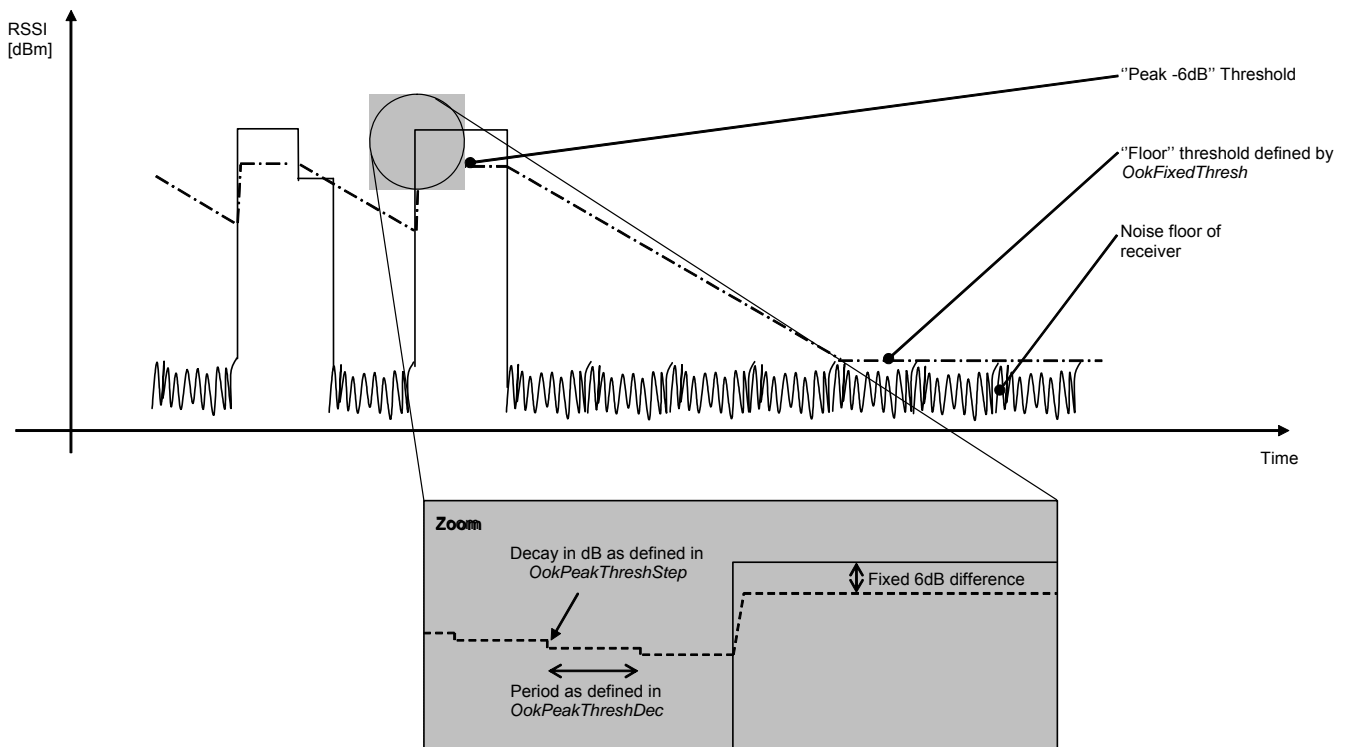 RSSI
[dBm]
‘’Peak -6dB’’ Threshold
‘’Floor’’ threshold defined by
OokFixedThresh
Noise floor of
receiver
Time
Zoom
Decay in dB as defined in
OokPeakThreshStep
Fixed 6dB difference
Period as defined in
OokPeakThreshDec